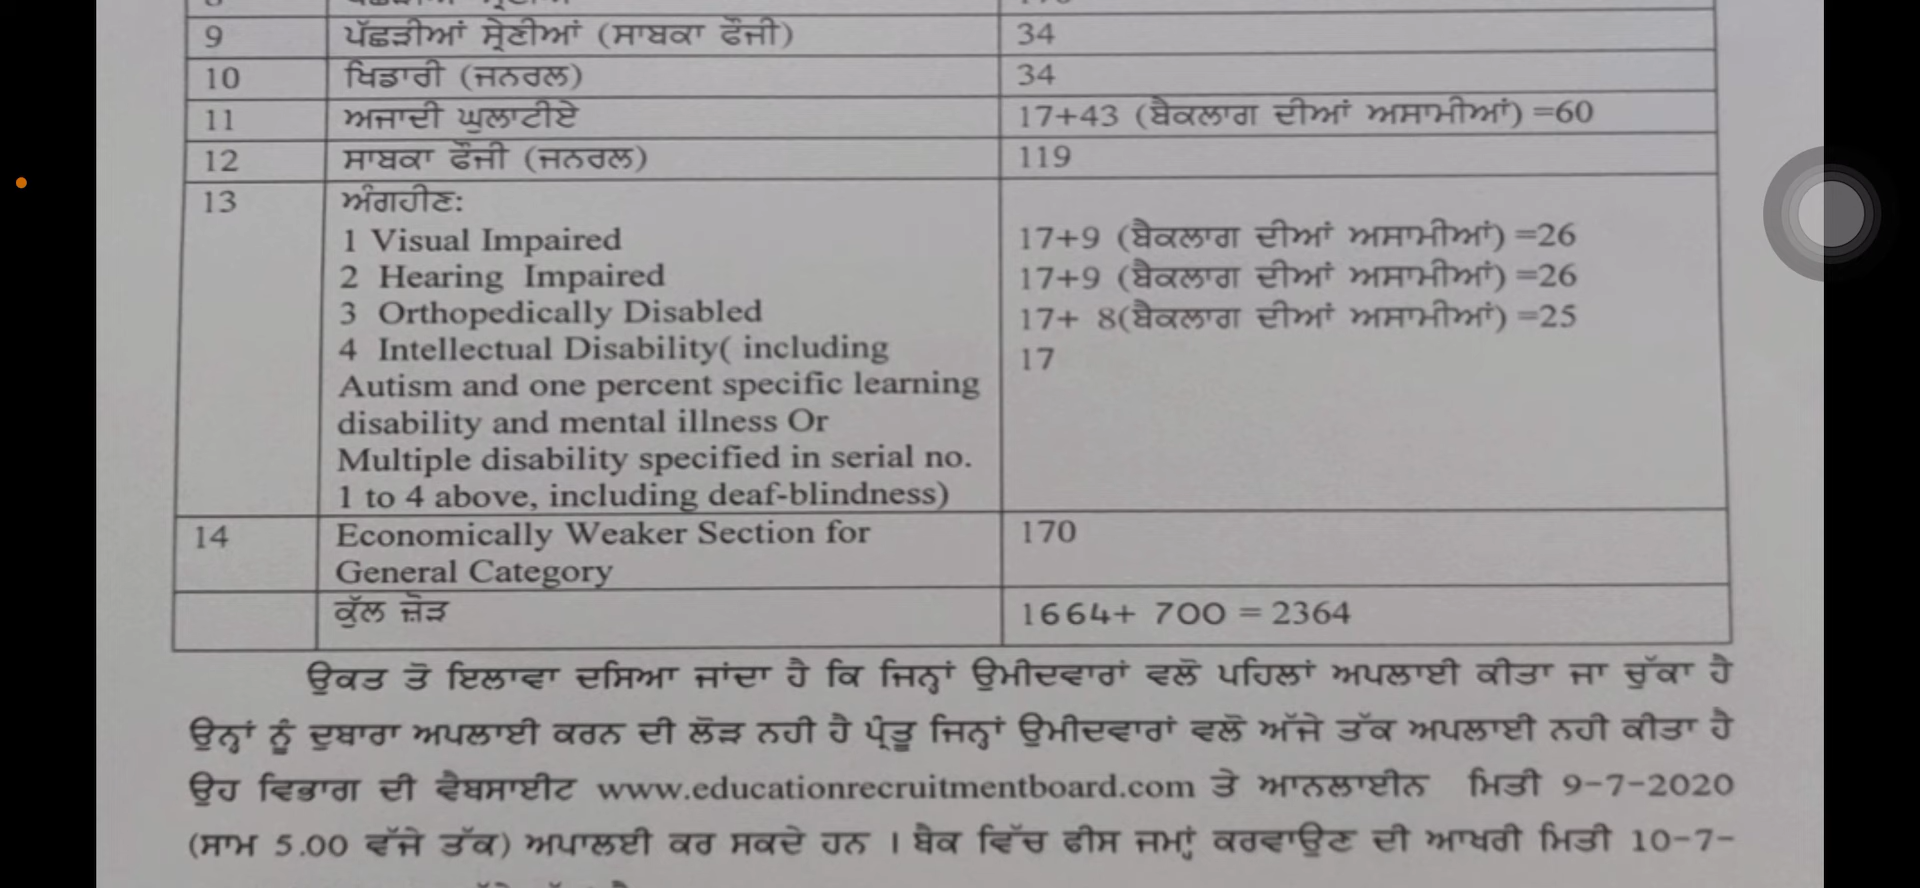 9 ਪੱਛੜੀਆਂ ਸ਼੍ਰੇਣੀਆਂ (ਸਾਬਕਾ ਫੌਜੀ) 34
10 ਖਿਡਾਰੀ (ਜਨਰਲ) 34
11 ਅਜਾਦੀ ਘੁਲਾਟੀਏ 17+43 (ਬੈਕਲਾਗ ਦੀਆਂ ਅਸਾਮੀਆਂ) =60
12 ਸਾਬਕਾ ਫੌਜੀ (ਜਨਰਲ) 119
13 ਅੰਗਹੀਣ:
1 Visual Impaired 17+9 (ਬੈਕਲਾਗ ਦੀਆਂ ਅਸਾਮੀਆਂ) =26
2 Hearing Impaired 17+9 (ਬੈਕਲਾਗ ਦੀਆਂ ਅਸਾਮੀਆਂ) =26
3 Orthopedically Disabled 17+ 8(ਬੈਕਲਾਗ ਦੀਆਂ ਅਸਾਮੀਆਂ) =25
4 Intellectual Disability( including 17
Autism and one percent specific learning
disability and mental illness Or
Multiple disability specified in serial no.
1 to 4 above, including deaf-blindness)
14 Economically Weaker Section for 170
General Category
ਕੁੱਲ ਜ਼ੋੜ 1664+ 700 = 2364
ਉਕਤ ਤੋ ਇਲਾਵਾ ਦਸਿਆ ਜਾਂਦਾ ਹੈ ਕਿ ਜਿਨ੍ਹਾਂ ਉਮੀਦਵਾਰਾਂ ਵਲੋ ਪਹਿਲਾਂ ਅਪਲਾਈ ਕੀਤਾ ਜਾ ਚੁੱਕਾ ਹੈ
ਉਨ੍ਹਾਂ ਨੂੰ ਦੁਬਾਰਾ ਅਪਲਾਈ ਕਰਨ ਦੀ ਲੋੜ ਨਹੀ ਹੈ ਪ੍ਰੰਤੂ ਜਿਨ੍ਹਾਂ ਉਮੀਦਵਾਰਾਂ ਵਲੋ ਅੱਜੇ ਤੱਕ ਅਪਲਾਈ ਨਹੀ ਕੀਤਾ ਹੈ
ਉਹ ਵਿਭਾਗ ਦੀ ਵੈਬਸਾਈਟ www.educationrecruitmentboard.com ਤੇ ਆਨਲਾਈਨ ਮਿਤੀ 9-7-2020
(ਸਾਮ 5.00 ਵੱਜੇ ਤੱਕ) ਅਪਾਲਈ ਕਰ ਸਕਦੇ ਹਨ । ਬੈਕ ਵਿੱਚ ਫੀਸ ਜਮ੍ਹਾਂ ਕਰਵਾਉਣ ਦੀ ਆਖਰੀ ਮਿਤੀ 10-7-